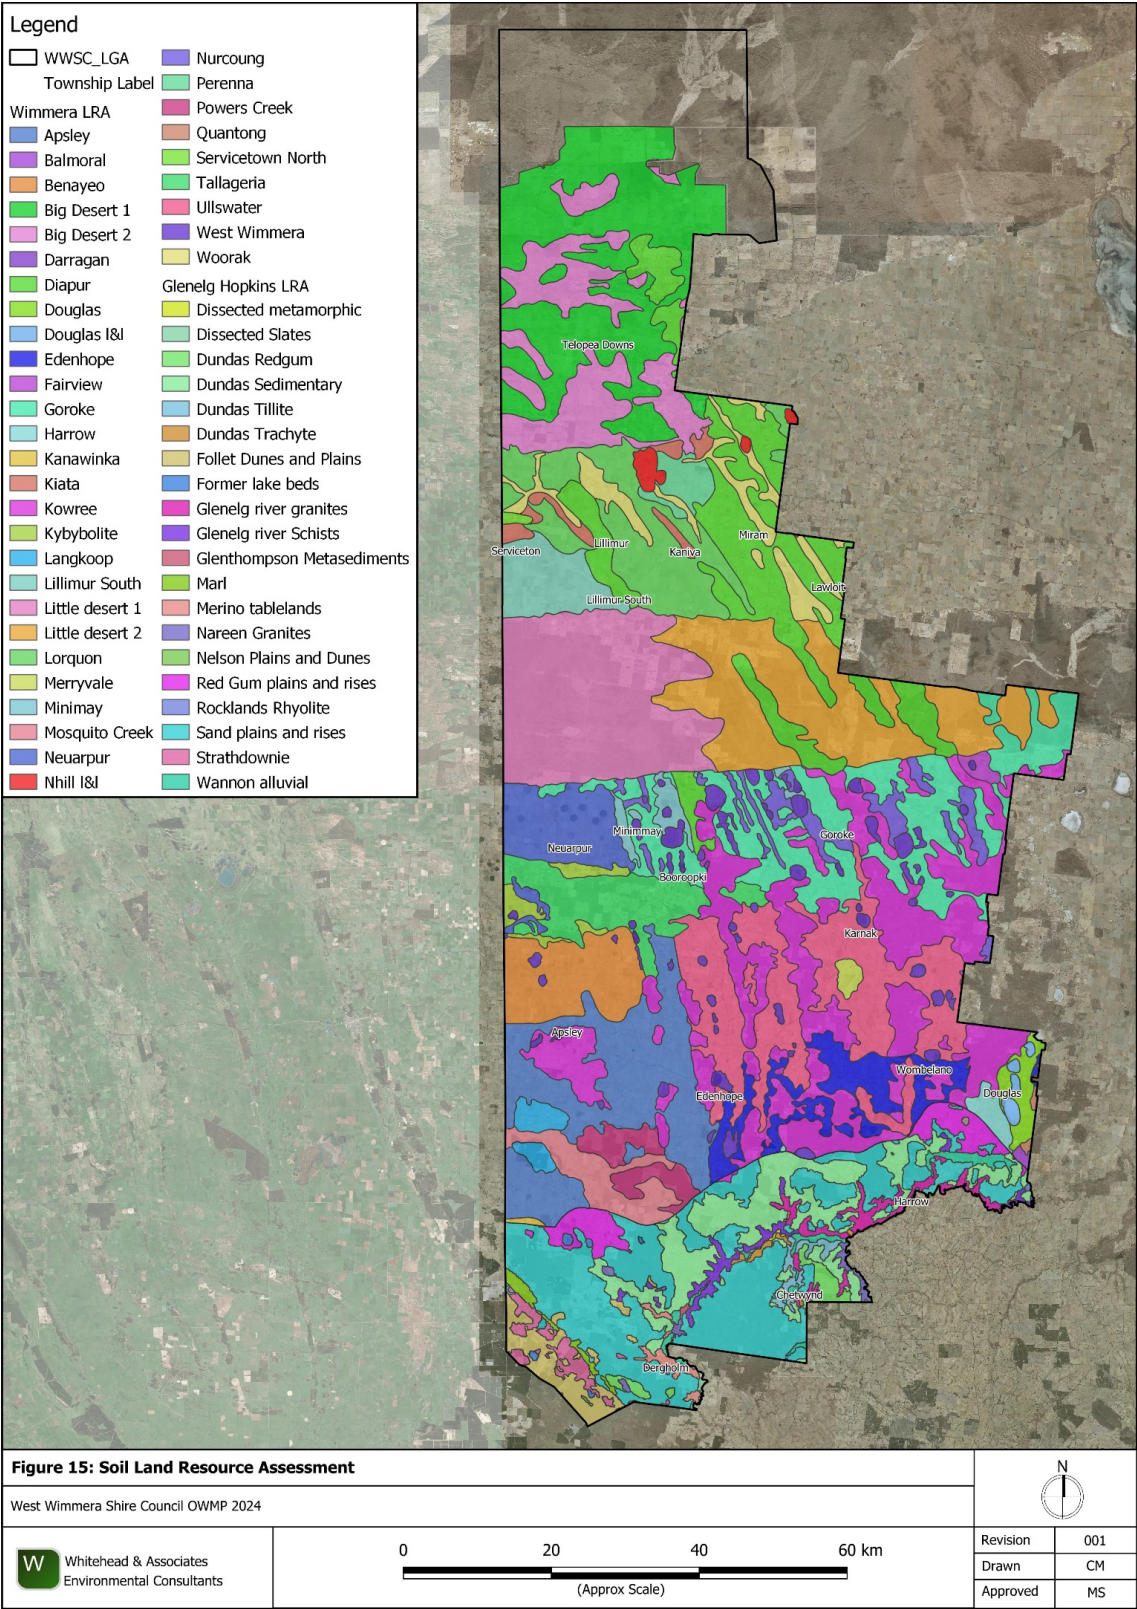 Legend
WWSC_LGA
Township Label
Wimmera LRA
Apsley
Balmoral
Benayeo
Big Desert 1
Big Desert 2
Darragan
Diapur
Douglas
Douglas l&l
Edenhope
Fairview
Goroke
Harrow
Kanawinka
Kiata
Kowree
Kybybolite
Langkoop
Lillimur South
Little desert 1
Little desert 2
Lorquon
Merryvale
Minimay
Mosquito Creek
Neuarpur
Nhill l&l
Nurcoung
Perenna
Powers Creek
Quantong
Servicetown North
Tallageria
Ullswater
West Wimmera
Woorak
Glenelg Hopkins LRA
Dissected metamorphic
Dissected Slates
Dundas Redgum
Dundas Sedimentary
Dundas Tillite
Dundas Trachyte
Follet Dunes and Plains
Former lake beds
Glenelg river granites
Glenelg river Schists
Glenthompson Metasediments
Marl
Merino tablelands
Nareen Granites
Nelson Plains and Dunes
Red Gum plains and rises
Rocklands Rhyolite
Sand plains and rises
Strathdownie
Wannon alluvial
Telopea Downs
Miram
Lillimur
Serviceton
Kaniva
Lawloit
Lillimur South
Minimmay
Goroke
Neuarpur
Booroopki
Karnak
Apsley
Wombelano
Edenhope
Douglas
Harrow
Chetwynd
Dergholm
Figure 15: Soil Land Resource Assessment
West Wimmera Shire Council OWMP 2024
N
W
Whitehead & Associates
Environmental Consultants
0 20 40 60 km
(Approx Scale)
Revision 001
Drawn CM
Approved MS